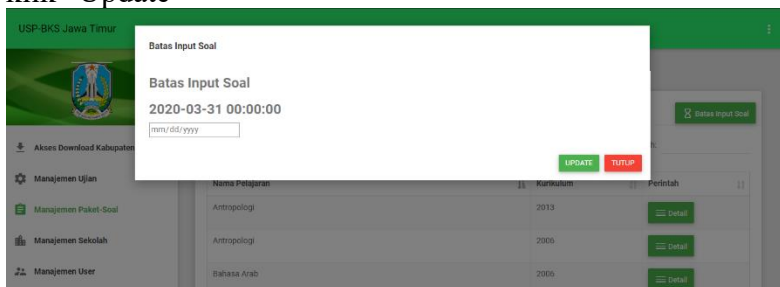 USP-BKS Jawa Timur
Batas Input Soal
Batas Input Soal
2020-03-31 00:00:00
mm/dd/yyyy
UPDATE TUTUP
Batas Input Soal
Akses Download Kabupaten
Manajemen Ujian
Manajemen Paket-Soal
Manajemen Sekolah
Manajemen User
Nama Pelajaran Kurikulum Perintah
Antropologi 2013 Detail
Antropologi 2006 Detail
Bahasa Arab 2006 Detail